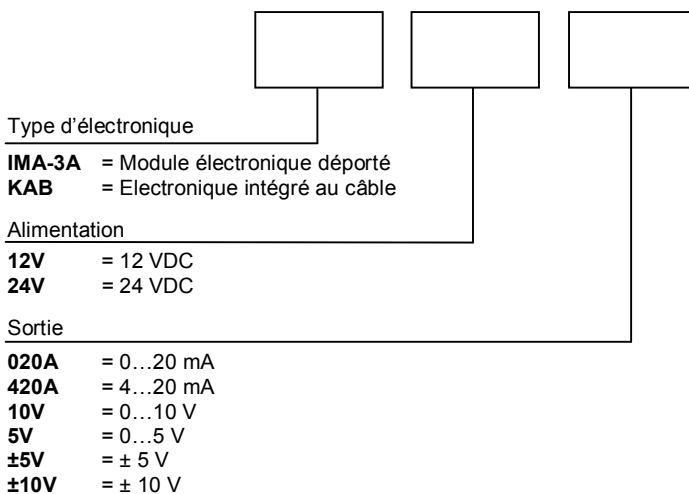 Type d'électronique
IMA-3A = Module électronique déporté
KAB = Electronique intégré au câble
Alimentation
12V = 12 VDC
24V = 24 VDC
Sortie
020A = 0…20 mA
420A = 4…20 mA
10V = 0…10 V
5V = 0…5 V
±5V = ± 5 V
±10V = ± 10 V